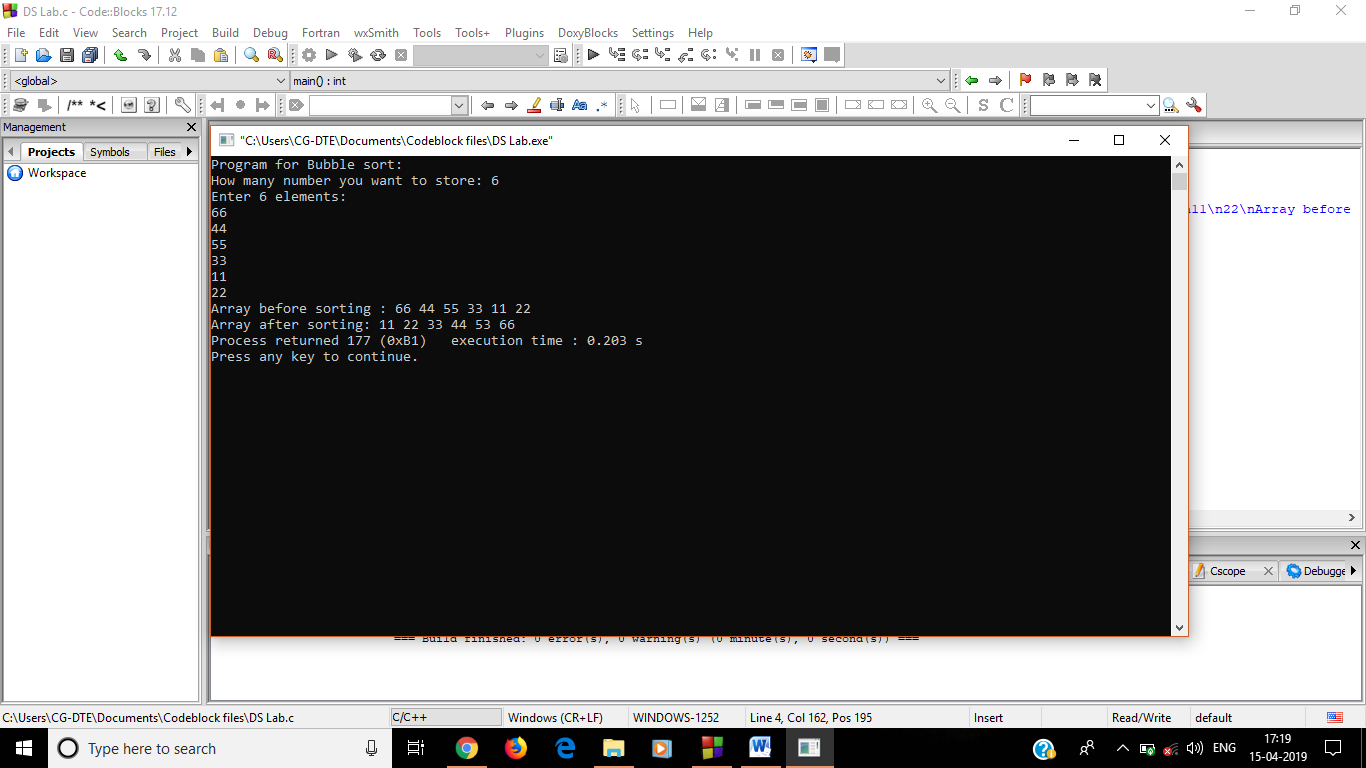 DS Lab.c - Code::Blocks 17.12
File Edit View Search Project Build Debug Fortran wxSmith Tools Tools+ Plugins DoxyBlocks Settings Help
<global> main() : int
/** *<
Aa .*
S C
Management
Projects Symbols Files
Workspace
"C:\Users\CG-DTE\Documents\Codeblock files\DS Lab.exe"
Program for Bubble sort:
How many number you want to store: 6
Enter 6 elements:
66
44
55
33
11
22
Array before sorting : 66 44 55 33 11 22
Array after sorting: 11 22 33 44 53 66
Process returned 177 (0xB1)   execution time : 0.203 s
Press any key to continue.
\n22\nArray before
Cscope Debugge
=== Build finished: 0 error(s), 0 warning(s) (0 minute(s), 0 second(s)) ===
C:\Users\CG-DTE\Documents\Codeblock files\DS Lab.c C/C++ Windows (CR+LF) WINDOWS-1252 Line 4, Col 162, Pos 195 Insert Read/Write default
Type here to search
ENG
17:19
15-04-2019